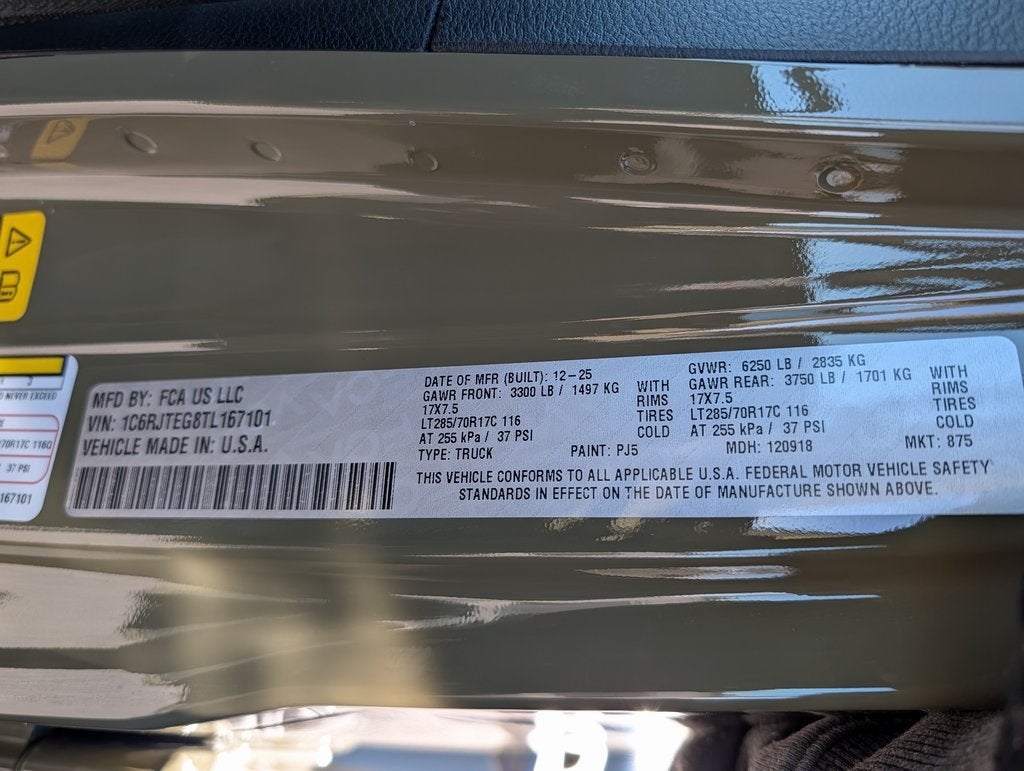 O NEVER EXCEED
70R17C 116Q
37 PSI
167101
MFD BY: FCA US LLC
VIN: 1C6RJTEG8TL167101
VEHICLE MADE IN: U.S.A.
DATE OF MFR (BUILT): 12-25
GAWR FRONT: 3300 LB / 1497 KG WITH
17X7.5 RIMS
LT285/70R17C 116 TIRES
AT 255 kPa / 37 PSI COLD
TYPE: TRUCK PAINT: PJ5
GVWR: 6250 LB / 2835 KG
GAWR REAR: 3750 LB / 1701 KG WITH
17X7.5 RIMS
LT285/70R17C 116 TIRES
AT 255 kPa / 37 PSI COLD
MDH: 120918 MKT: 875
THIS VEHICLE CONFORMS TO ALL APPLICABLE U.S.A. FEDERAL MOTOR VEHICLE SAFETY
STANDARDS IN EFFECT ON THE DATE OF MANUFACTURE SHOWN ABOVE.